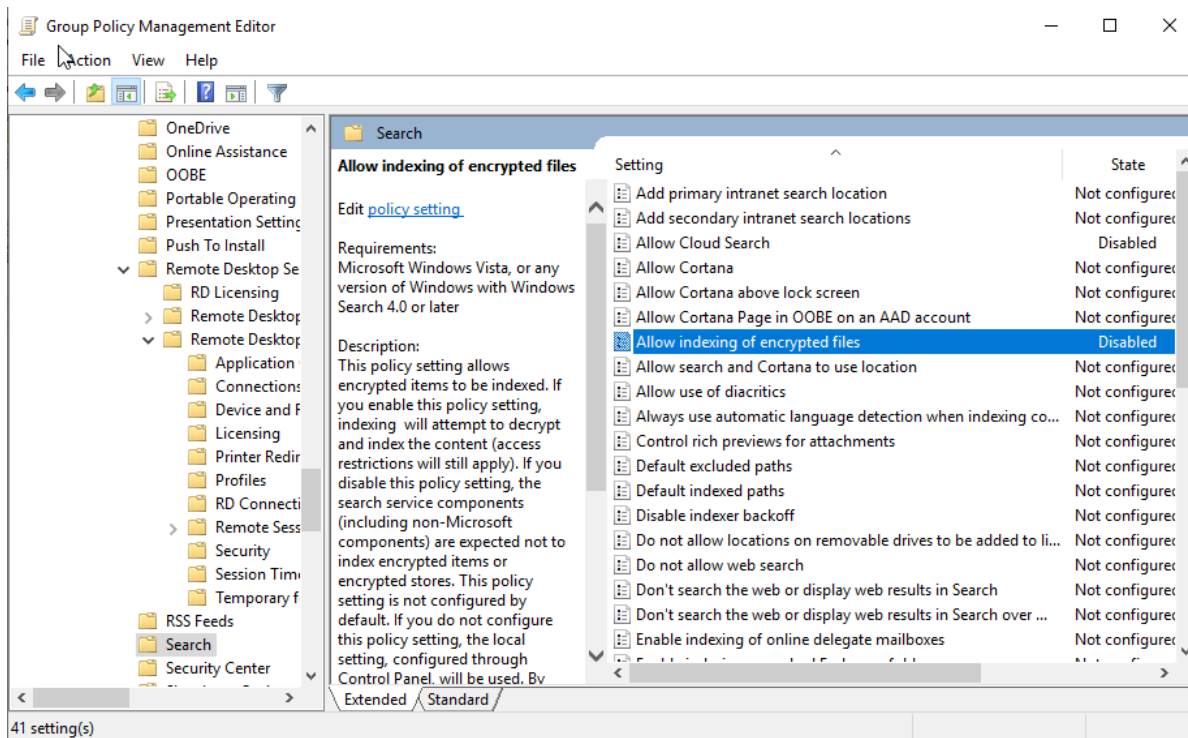 Group Policy Management Editor
File Action View Help
OneDrive
Online Assistance
OOBE
Portable Operating
Presentation Setting
Push To Install
Remote Desktop Se
RD Licensing
Remote Desktop
Remote Desktop
Application
Connections
Device and F
Licensing
Printer Redir
Profiles
RD Connecti
Remote Sess
Security
Session Time
Temporary f
RSS Feeds
Search
Security Center
Search
Allow indexing of encrypted files
Edit policy setting
Requirements:
Microsoft Windows Vista, or any
version of Windows with Windows
Search 4.0 or later
Description:
This policy setting allows
encrypted items to be indexed. If
you enable this policy setting,
indexing will attempt to decrypt
and index the content (access
restrictions will still apply). If you
disable this policy setting, the
search service components
(including non-Microsoft
components) are expected not to
index encrypted items or
encrypted stores. This policy
setting is not configured by
default. If you do not configure
this policy setting, the local
setting, configured through
Control Panel, will be used. By
Setting State
Add primary intranet search location Not configured
Add secondary intranet search locations Not configured
Allow Cloud Search Disabled
Allow Cortana Not configured
Allow Cortana above lock screen Not configured
Allow Cortana Page in OOBE on an AAD account Not configured
Allow indexing of encrypted files Disabled
Allow search and Cortana to use location Not configured
Allow use of diacritics Not configured
Always use automatic language detection when indexing co... Not configured
Control rich previews for attachments Not configured
Default excluded paths Not configured
Default indexed paths Not configured
Disable indexer backoff Not configured
Do not allow locations on removable drives to be added to li... Not configured
Do not allow web search Not configured
Don't search the web or display web results in Search Not configured
Don't search the web or display web results in Search over ... Not configured
Enable indexing of online delegate mailboxes Not configured
Extended Standard
41 setting(s)